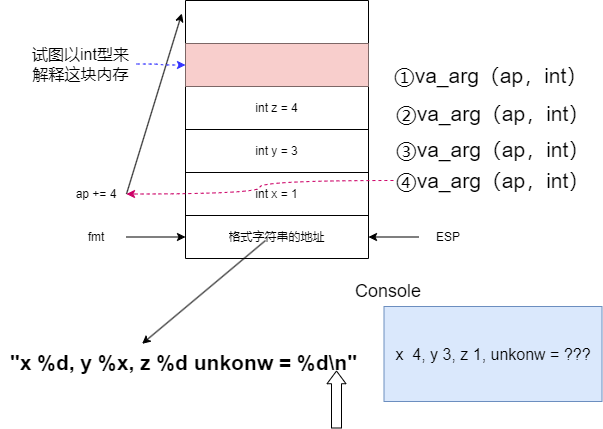 试图以int型来
解释这块内存
①va_arg（ap，int）
int z = 4
②va_arg（ap，int）
int y = 3
③va_arg（ap，int）
④va_arg（ap，int）
ap += 4
int x = 1
fmt
格式字符串的地址
ESP
Console
"x %d, y %x, z %d unkonw = %d\n"
x  4, y 3, z 1, unkonw = ???